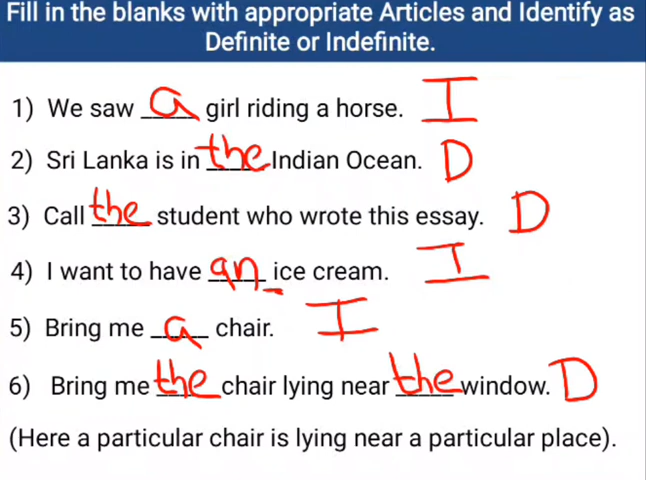 Fill in the blanks with appropriate Articles and Identify as
Definite or Indefinite.
1) We saw a girl riding a horse. I
2) Sri Lanka is in the Indian Ocean. D
3) Call the student who wrote this essay. D
4) I want to have an ice cream. I
5) Bring me a chair. I
6) Bring me the chair lying near the window. D
(Here a particular chair is lying near a particular place).